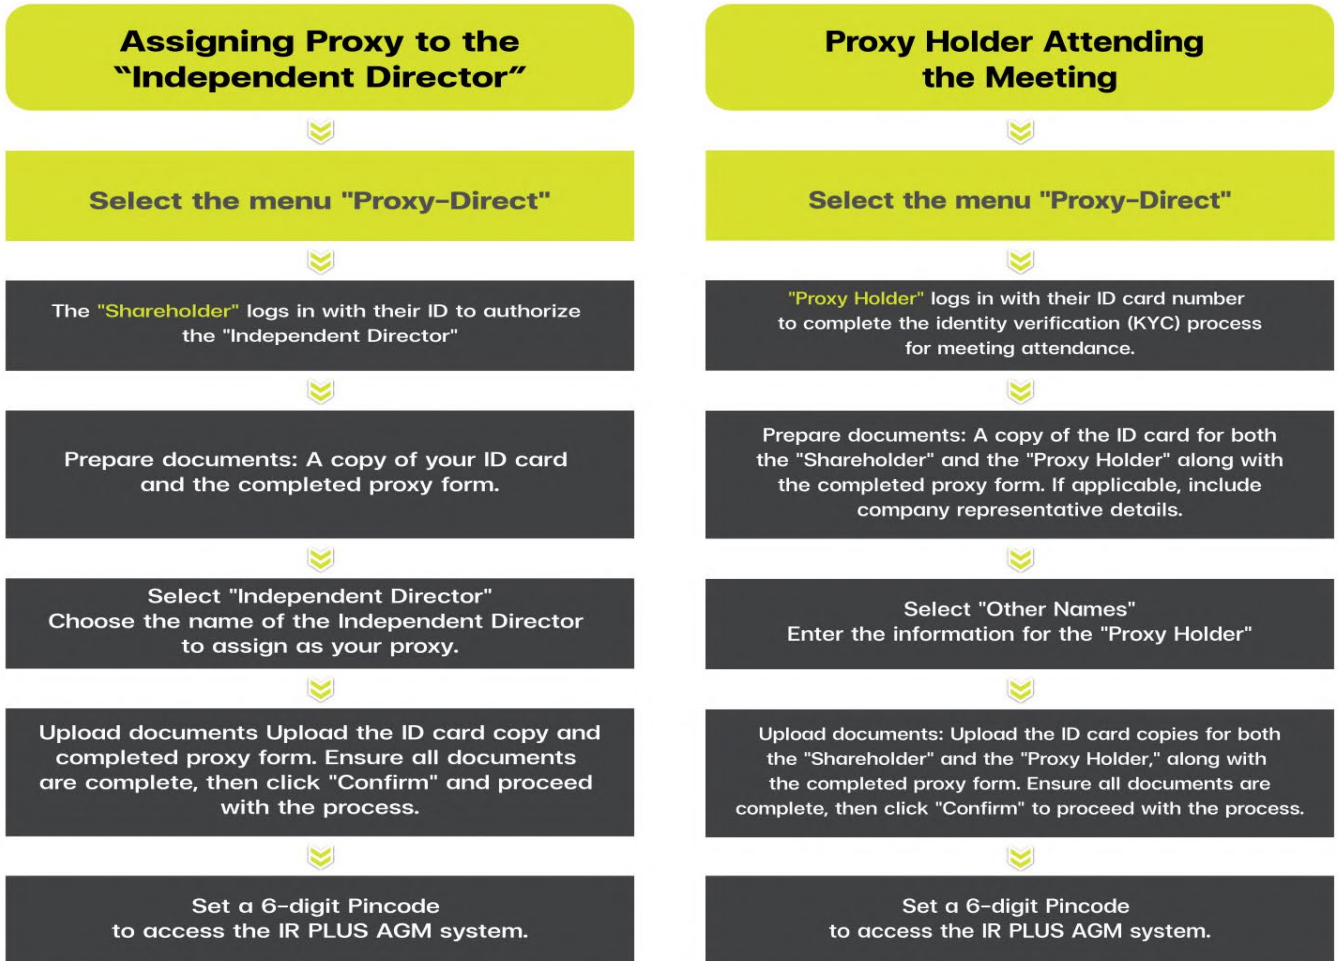 Assigning Proxy to the
“Independent Director”
Select the menu "Proxy-Direct"
The "Shareholder" logs in with their ID to authorize
the "Independent Director"
Prepare documents: A copy of your ID card
and the completed proxy form.
Select "Independent Director"
Choose the name of the Independent Director
to assign as your proxy.
Upload documents Upload the ID card copy and
completed proxy form. Ensure all documents
are complete, then click "Confirm" and proceed
with the process.
Set a 6-digit Pincode
to access the IR PLUS AGM system.
Proxy Holder Attending
the Meeting
Select the menu "Proxy-Direct"
"Proxy Holder" logs in with their ID card number
to complete the identity verification (KYC) process
for meeting attendance.
Prepare documents: A copy of the ID card for both
the "Shareholder" and the "Proxy Holder" along with
the completed proxy form. If applicable, include
company representative details.
Select "Other Names"
Enter the information for the "Proxy Holder"
Upload documents: Upload the ID card copies for both
the "Shareholder" and the "Proxy Holder," along with
the completed proxy form. Ensure all documents are
complete, then click "Confirm" to proceed with the process.
Set a 6-digit Pincode
to access the IR PLUS AGM system.